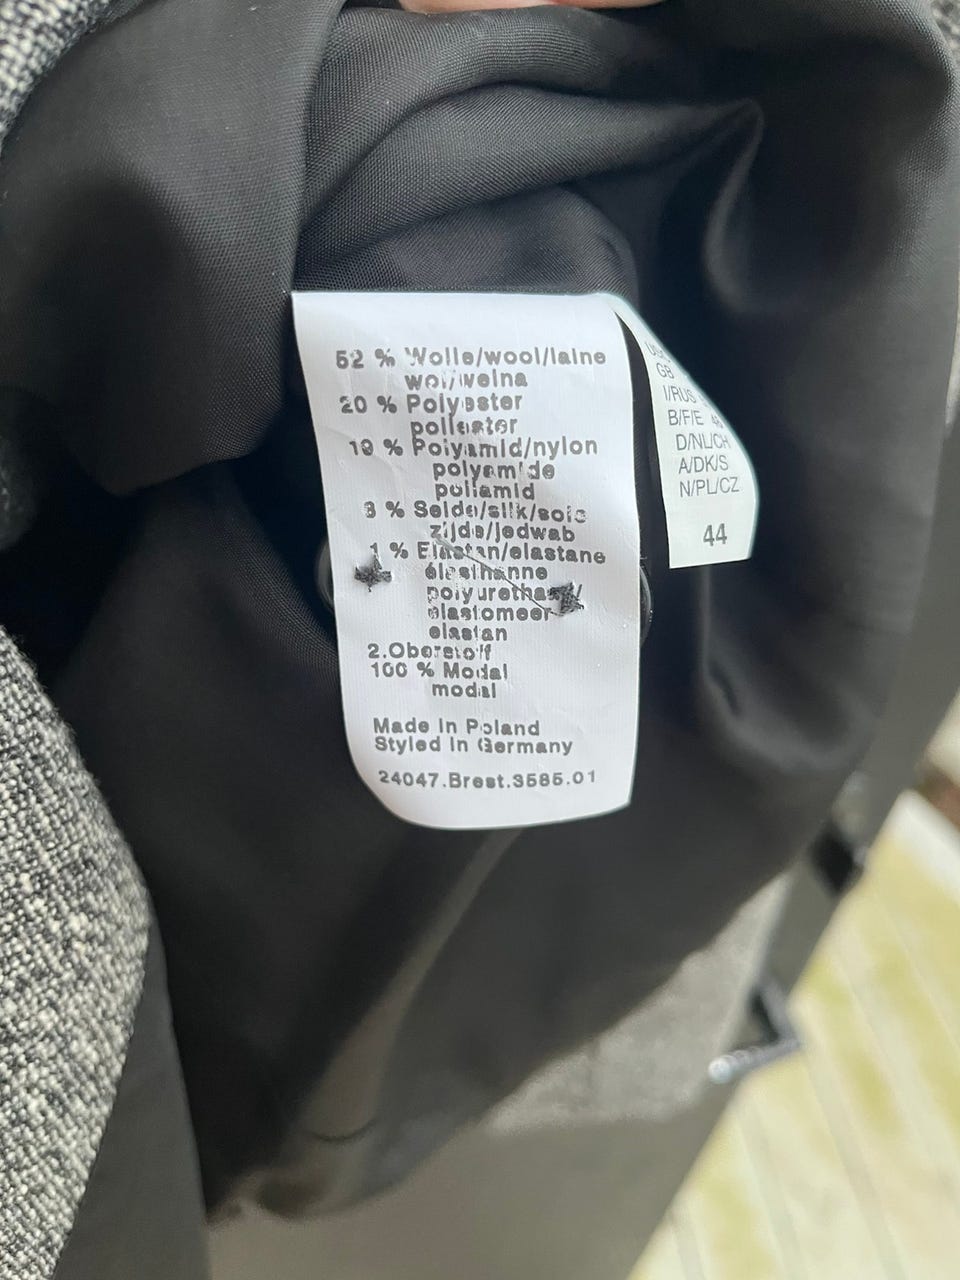 52 % Wolle/wool/laine
wol/wełna
20 % Polyester
poliester
19 % Polyamid/nylon
polyamide
poliamid
8 % Seide/silk/soie
zijde/jedwab
1 % Elastan/elastane
élasthanne
elastomeer
elastan
2.Oberstoff
100 % Modal
modal
Made in Poland
Styled in Germany
24047.Brest.3585.01
GB
I/RUS
B/F/E
D/NL/CH
A/DK/S
N/PL/CZ
44